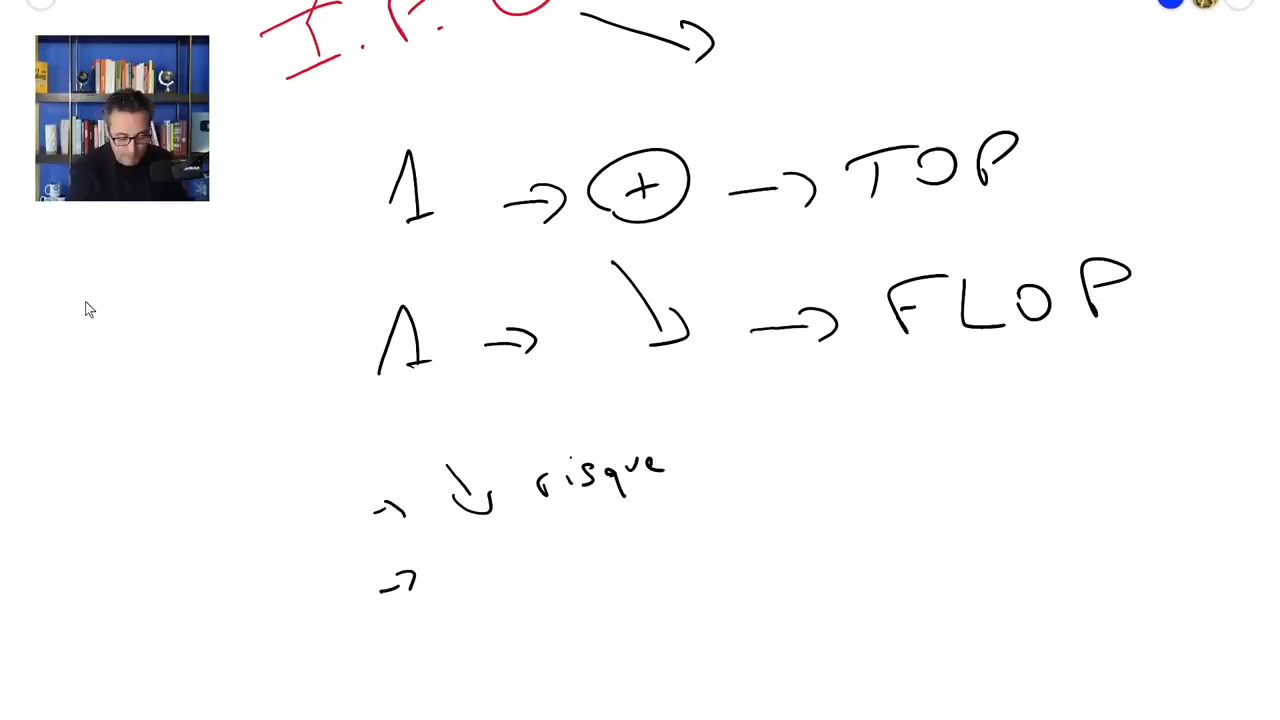 1 → + → TOP
1 → ↘ → FLOP
→ ↘ risque
→